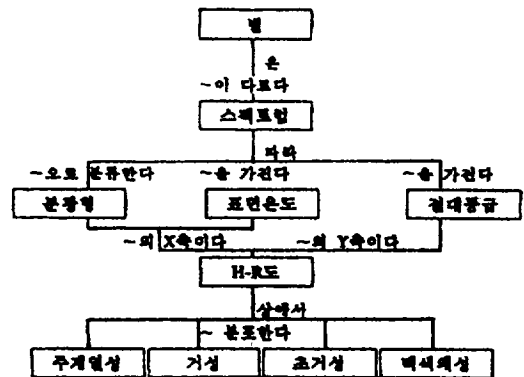 별
은
~이 다르다
스펙트럼
따라
~으로 분류한다 ~을 가진다 ~을 가진다
분광형 표면온도 절대등급
~의 X축이다 ~의 Y축이다
H-R도
상에서
~ 분포한다
주계열성 거성 초거성 백색왜성